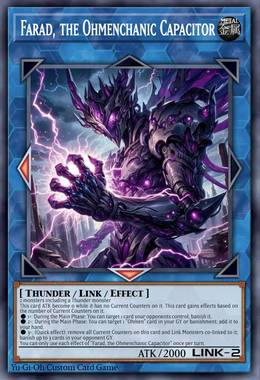 Farad, the Ohmenchanic Capacitor
[ Thunder / Link / Effect ]
2 monsters including a Thunder monster
This card ATK become 0 while it has no Current Counters on it. This card gains effects based on
the number of Current Counters on it.
● 1+: During the Main Phase: You can target 1 card your opponents control, banish it.
● 2+: During the Main Phase: You can target 1 "Ohmen" card in your GY or banishment; add it to
your hand.
● 3+: (Quick effect): remove all Current Counters on this card and Link Monsters co-linked to it;
banish up to 3 cards in your opponent GY
You can only use each effect of "Farad, the Ohmenchanic Capacitor" once per turn.
ATK/2000 LINK-2
Yu Gi-Oh Custom Card Game